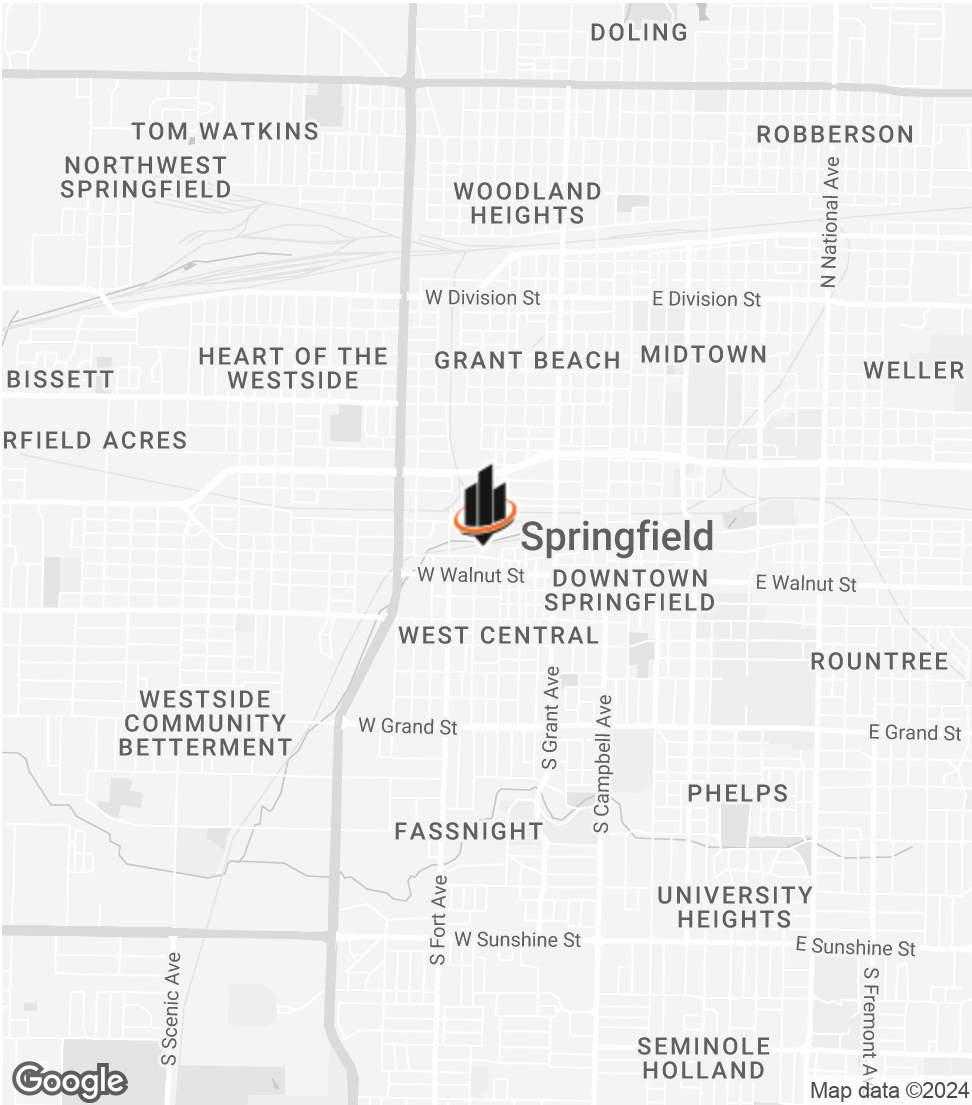 DOLING
TOM WATKINS
ROBBERSON
NORTHWEST
SPRINGFIELD
WOODLAND
HEIGHTS
N National Ave
W Division St
E Division St
HEART OF THE
WESTSIDE
GRANT BEACH
MIDTOWN
WELLER
BISSETT
RFIELD ACRES
Springfield
W Walnut St
DOWNTOWN
SPRINGFIELD
E Walnut St
WEST CENTRAL
ROUNTREE
WESTSIDE
COMMUNITY
BETTERMENT
S Grant Ave
S Campbell Ave
W Grand St
E Grand St
PHELPS
FASSNIGHT
UNIVERSITY
HEIGHTS
S Fort Ave
W Sunshine St
E Sunshine St
S Scenic Ave
S Fremont A
SEMINOLE
HOLLAND
Google
Map data ©2024